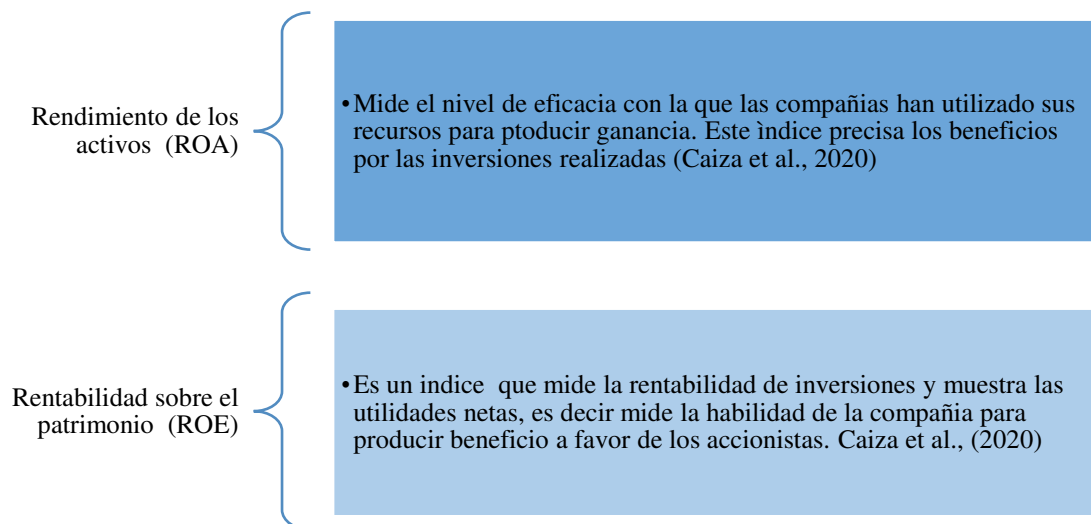 Rendimiento de los
activos (ROA)
•Mide el nivel de eficacia con la que las compañias han utilizado sus
recursos para ptoducir ganancia. Este ìndice precisa los beneficios
por las inversiones realizadas (Caiza et al., 2020)
Rentabilidad sobre el
patrimonio (ROE)
•Es un indice que mide la rentabilidad de inversiones y muestra las
utilidades netas, es decir mide la habilidad de la compañia para
producir beneficio a favor de los accionistas. Caiza et al., (2020)